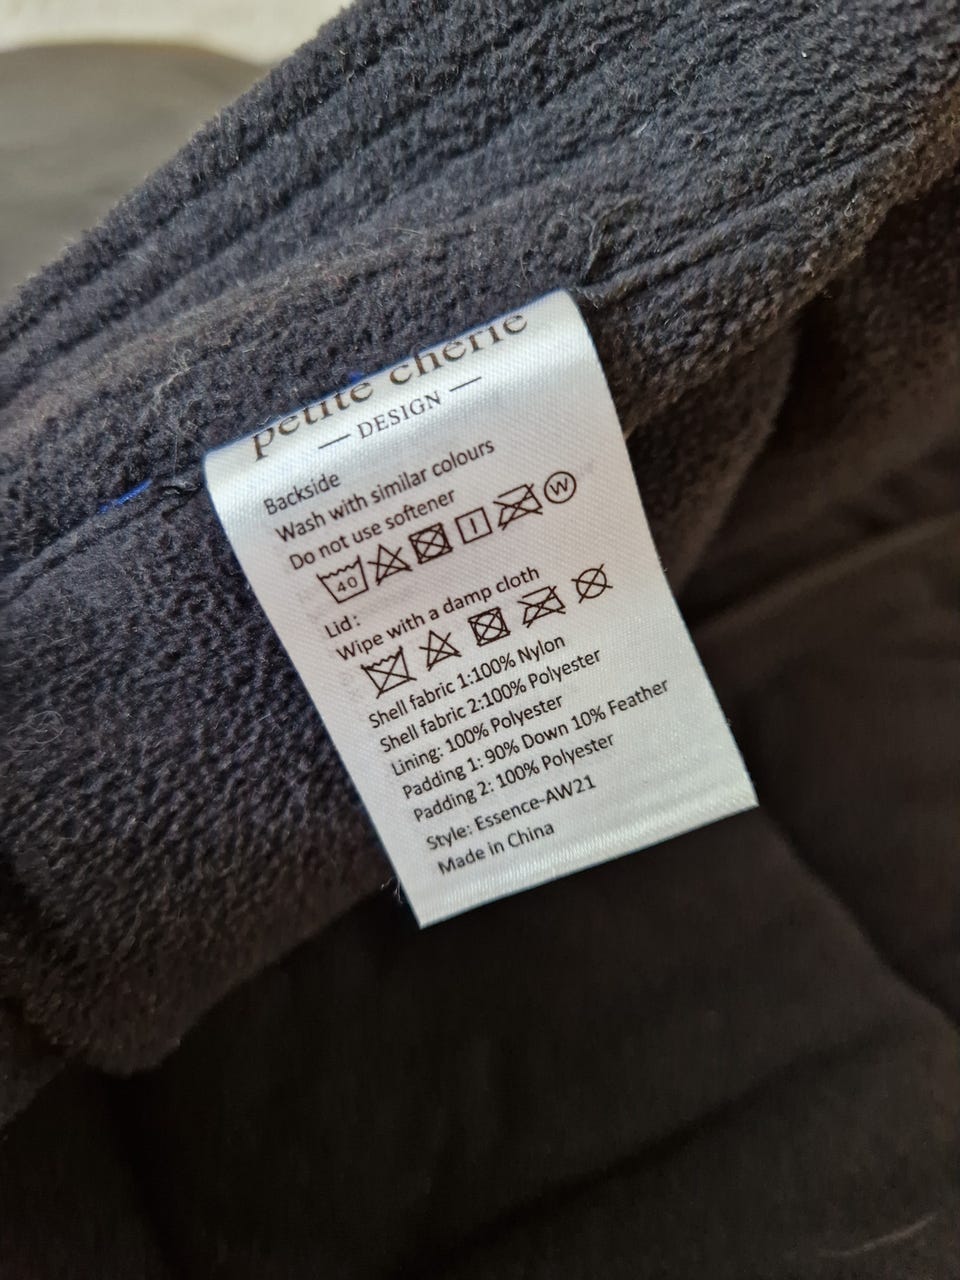 petite chérie
DESIGN
Backside
Wash with similar colours
Do not use softener
40 W
Lid:
Wipe with a damp cloth
Shell fabric 1:100% Nylon
Shell fabric 2:100% Polyester
Lining: 100% Polyester
Padding 1: 90% Down 10% Feather
Padding 2: 100% Polyester
Style: Essence-AW21
Made in China